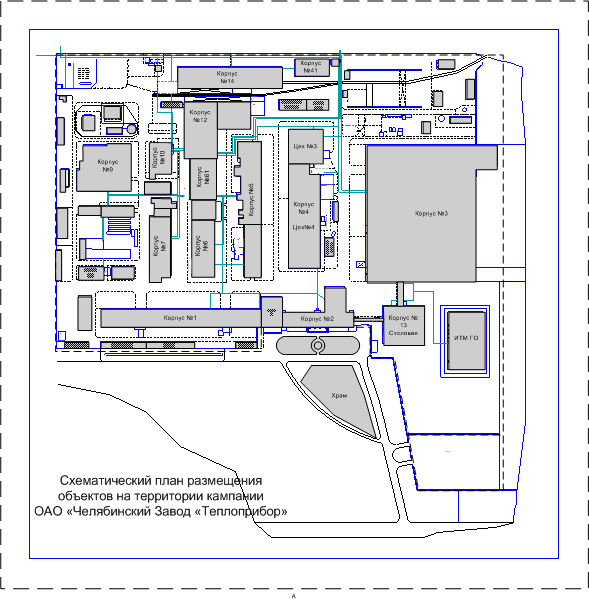 Корпус
№41
Корпус
№14
Корпус
№12
Цех №3
Корпус
№10
Корпус
№9
Корпус
№61
Корпус
№5
Корпус
№4
Цех№4
Корпус №3
Корпус
№7
Корпус
№6
Корпус №1
Корпус №2
Корпус №
13
Столовая
ИТМ ГО
Храм
Схематический план размещения
объектов на территории кампании
ОАО «Челябинский Завод «Теплоприбор»
А